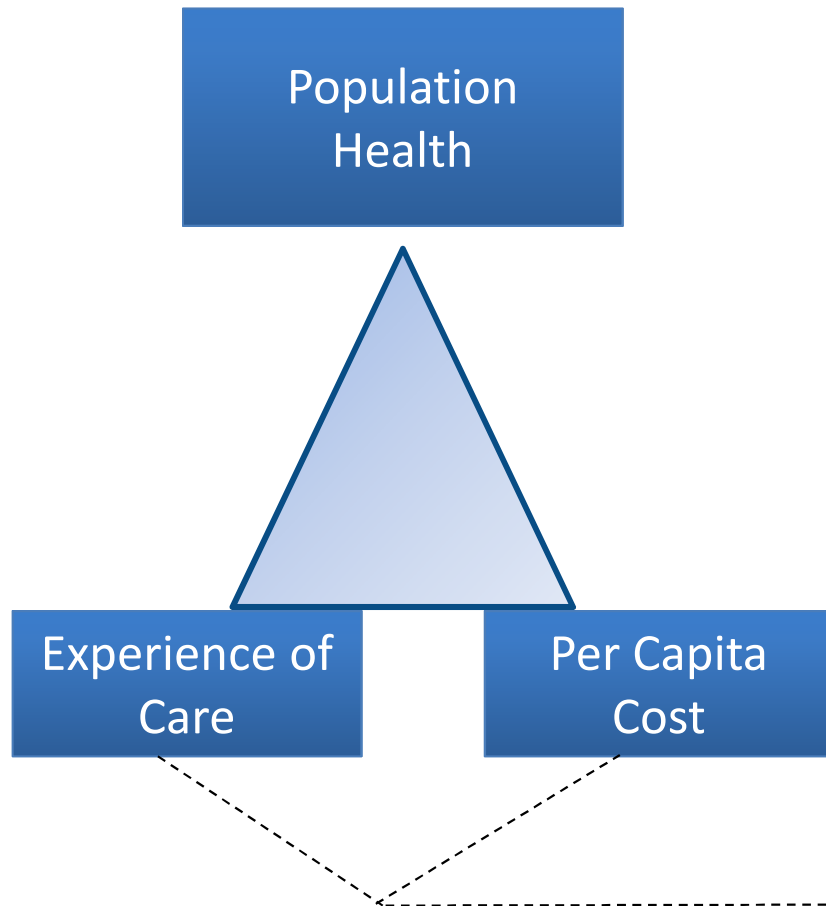 Population
Health
Experience of
Care
Per Capita
Cost